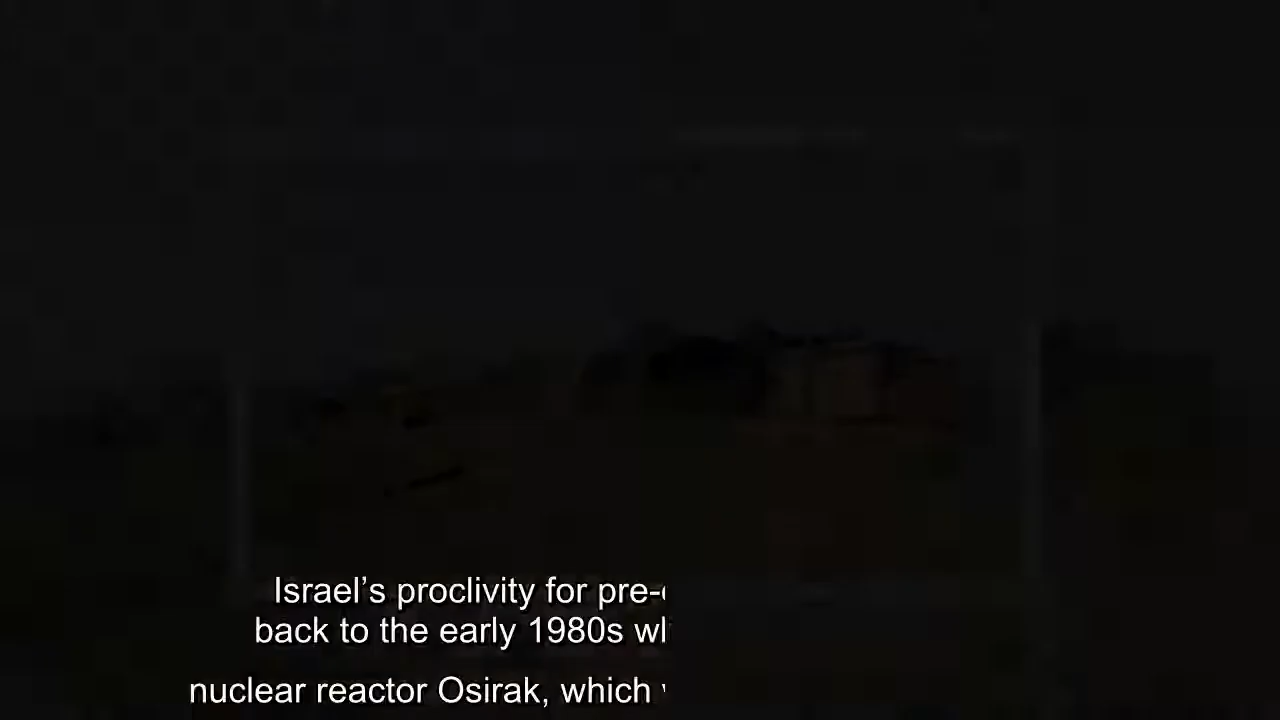 Israel’s proclivity for pre-
back to the early 1980s
nuclear reactor Osirak, which